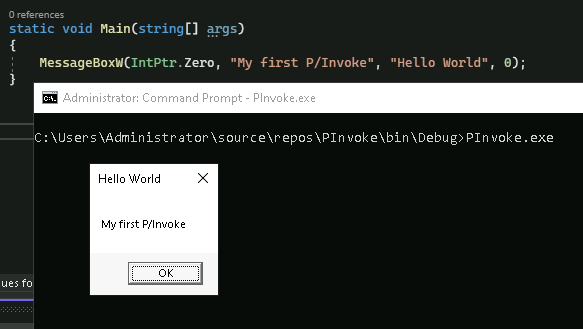 0 references
static void Main(string[] args)
{
MessageBoxW(IntPtr.Zero, "My first P/Invoke", "Hello World", 0);
}
Administrator: Command Prompt - PInvoke.exe
C:\Users\Administrator\source\repos\PInvoke\bin\Debug>PInvoke.exe
Hello World
My first P/Invoke
OK
ues fo